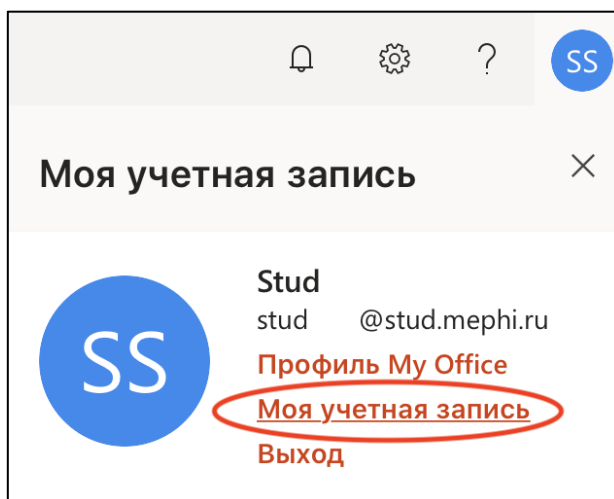 SS
Моя учетная запись
SS
Stud
stud @stud.mephi.ru
Профиль My Office
Моя учетная запись
Выход